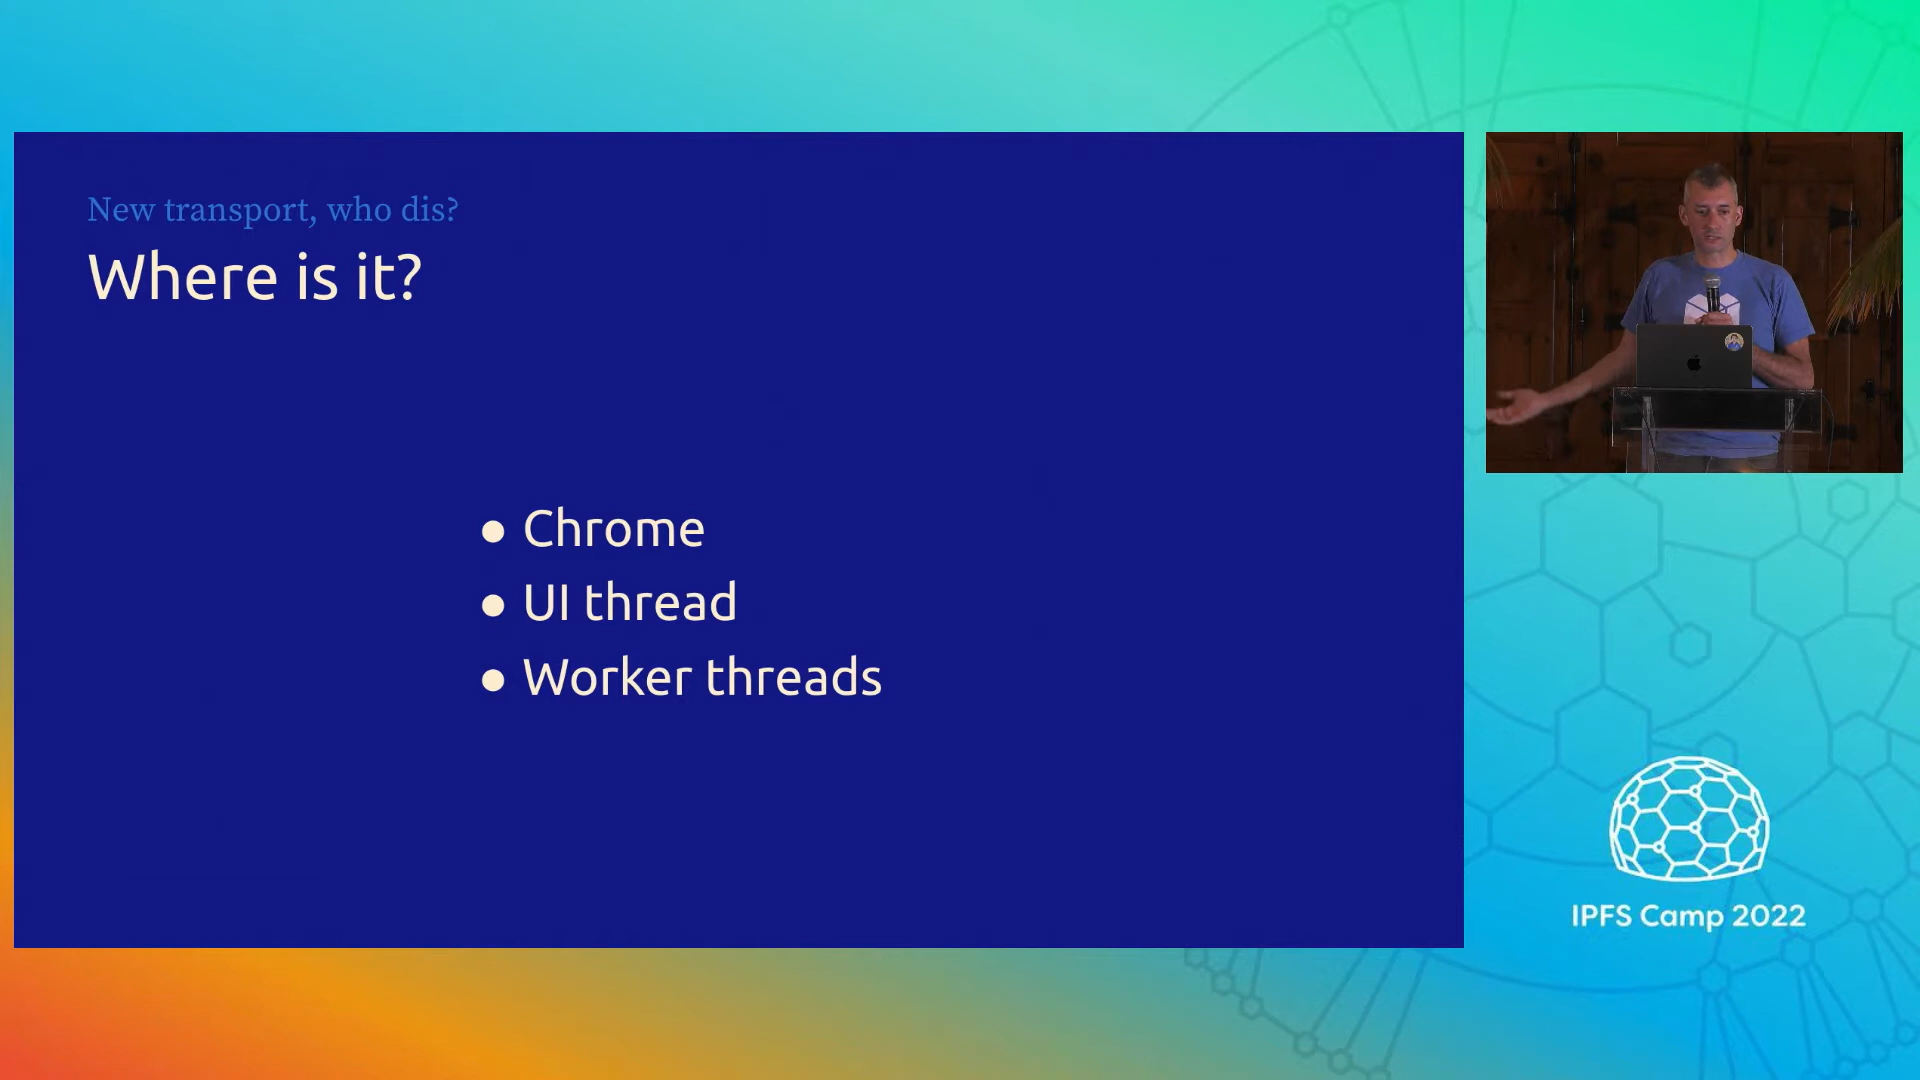 New transport, who dis?
Where is it?
● Chrome
● UI thread
● Worker threads
IPFS Camp 2022